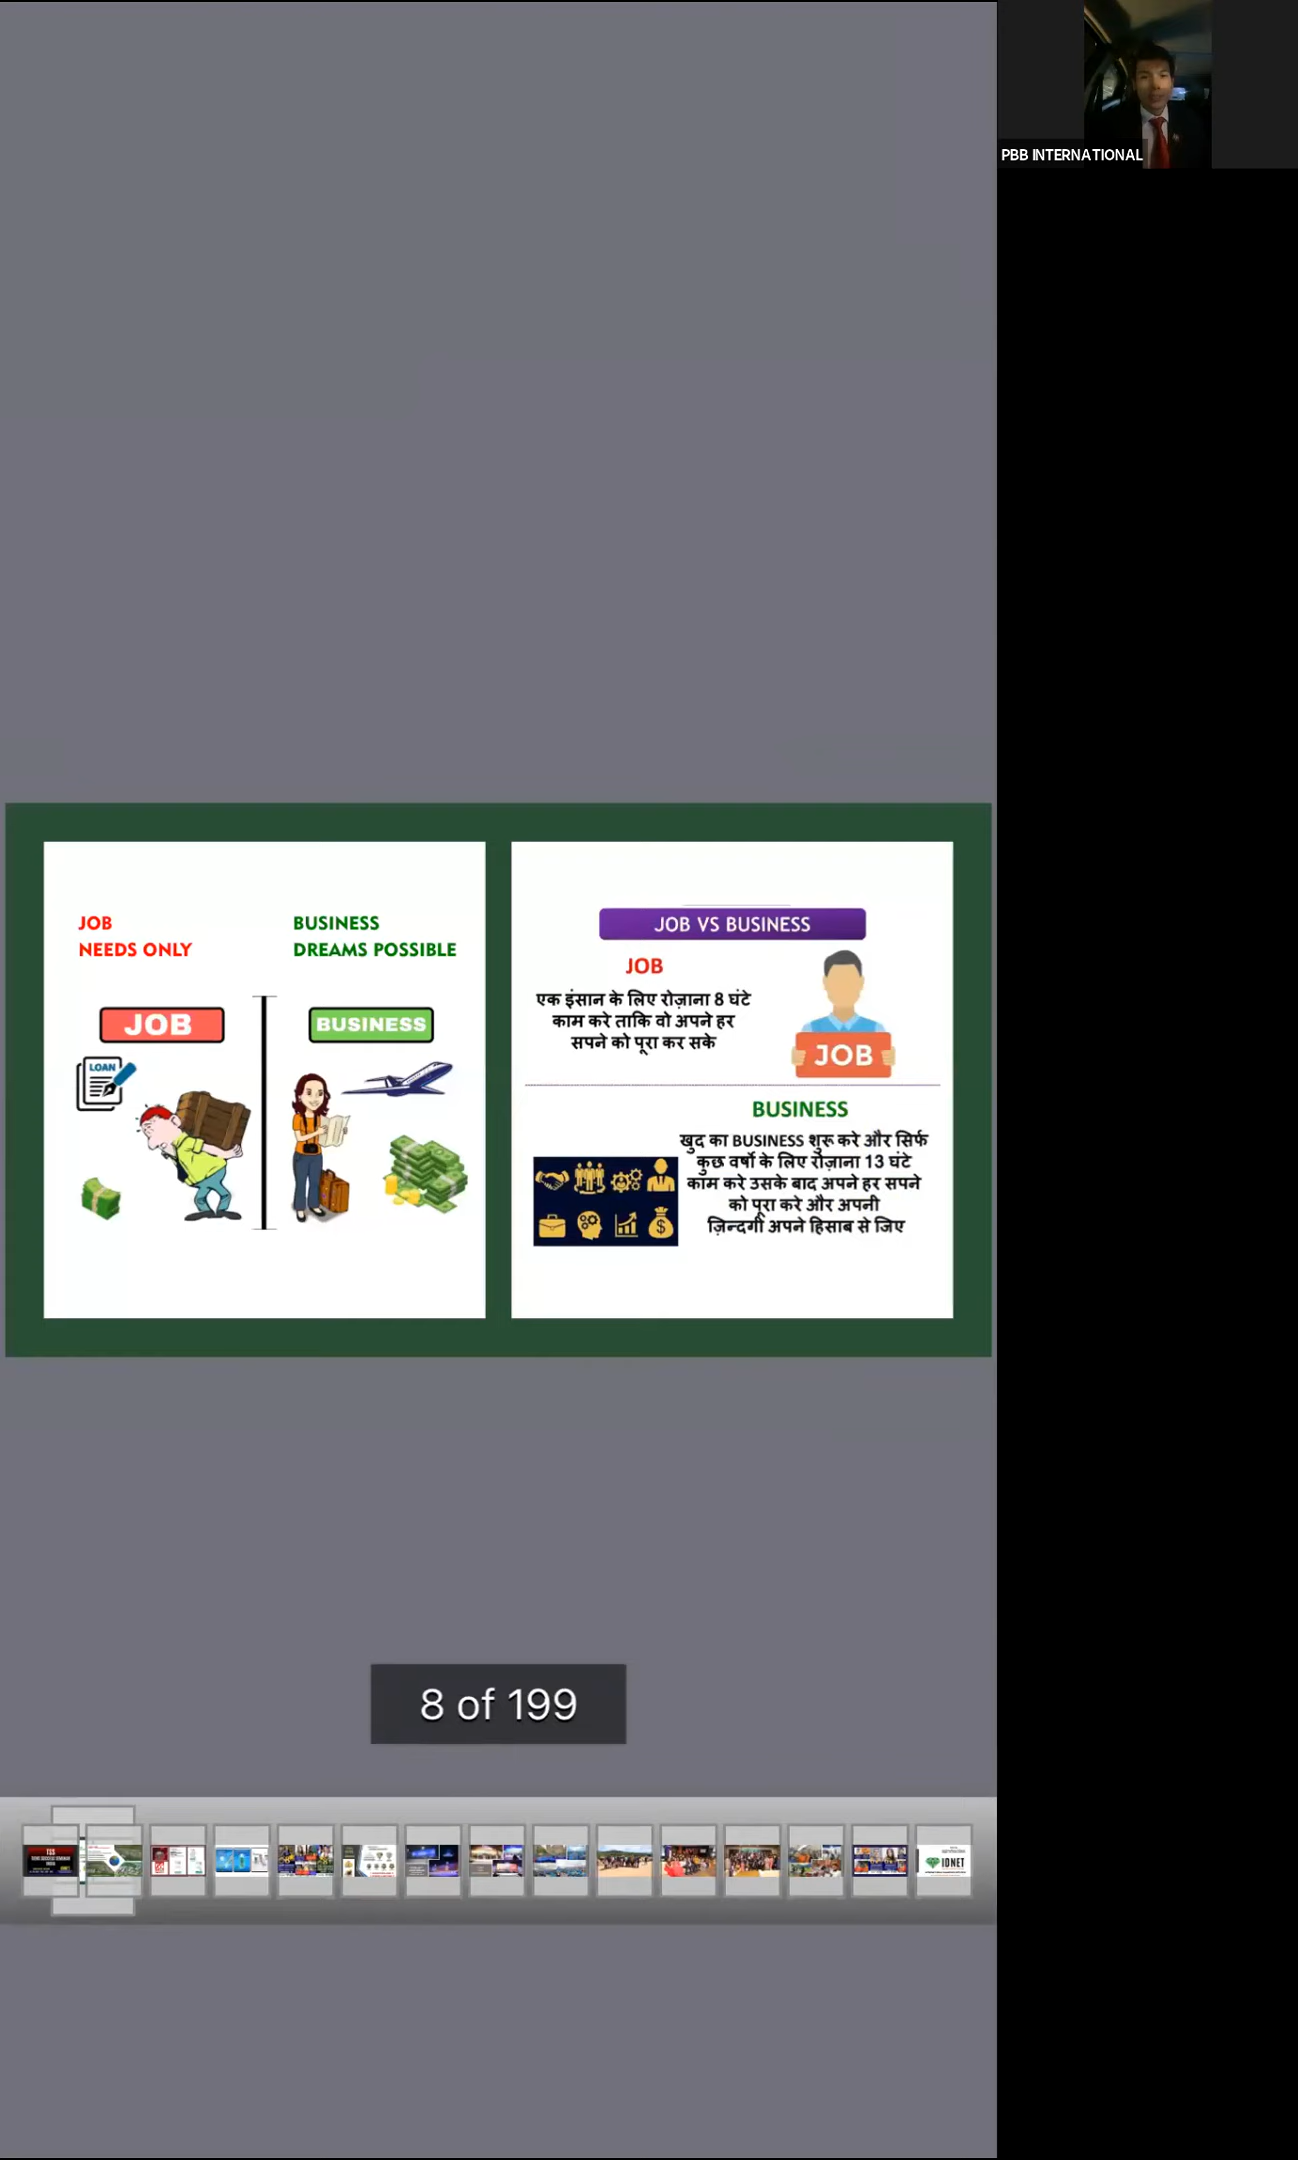 PBB INTERNATIONAL
JOB
NEEDS ONLY
BUSINESS
DREAMS POSSIBLE
JOB
BUSINESS
LOAN
JOB VS BUSINESS
JOB
एक इंसान के लिए रोज़ाना 8 घंटे
काम करे ताकि वो अपने हर
सपने को पूरा कर सके
JOB
BUSINESS
खुद का BUSINESS शुरू करे और सिर्फ
कुछ वर्षो के लिए रोज़ाना 13 घंटे
काम करे उसके बाद अपने हर सपने
को पूरा करे और अपनी
ज़िन्दगी अपने हिसाब से जिए
$
8 of 199
IONET